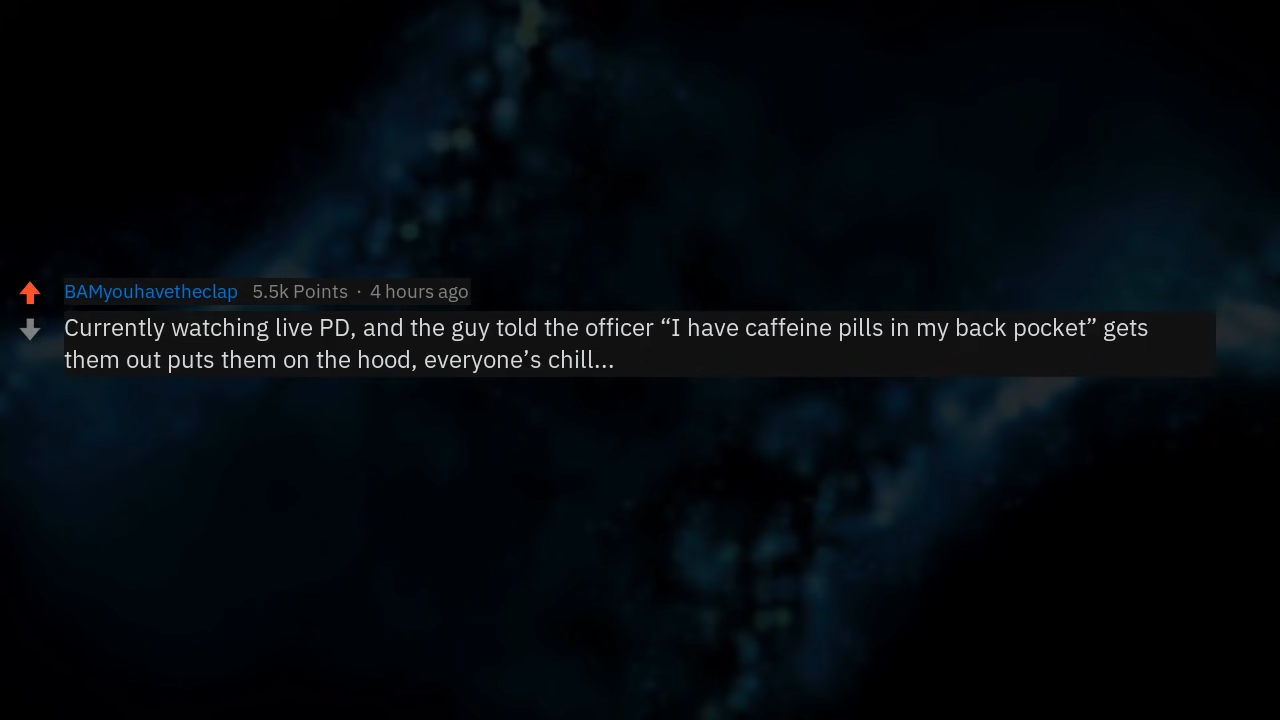 BAMyouhavetheclap 5.5k Points · 4 hours ago
Currently watching live PD, and the guy told the officer “I have caffeine pills in my back pocket” gets
them out puts them on the hood, everyone’s chill...